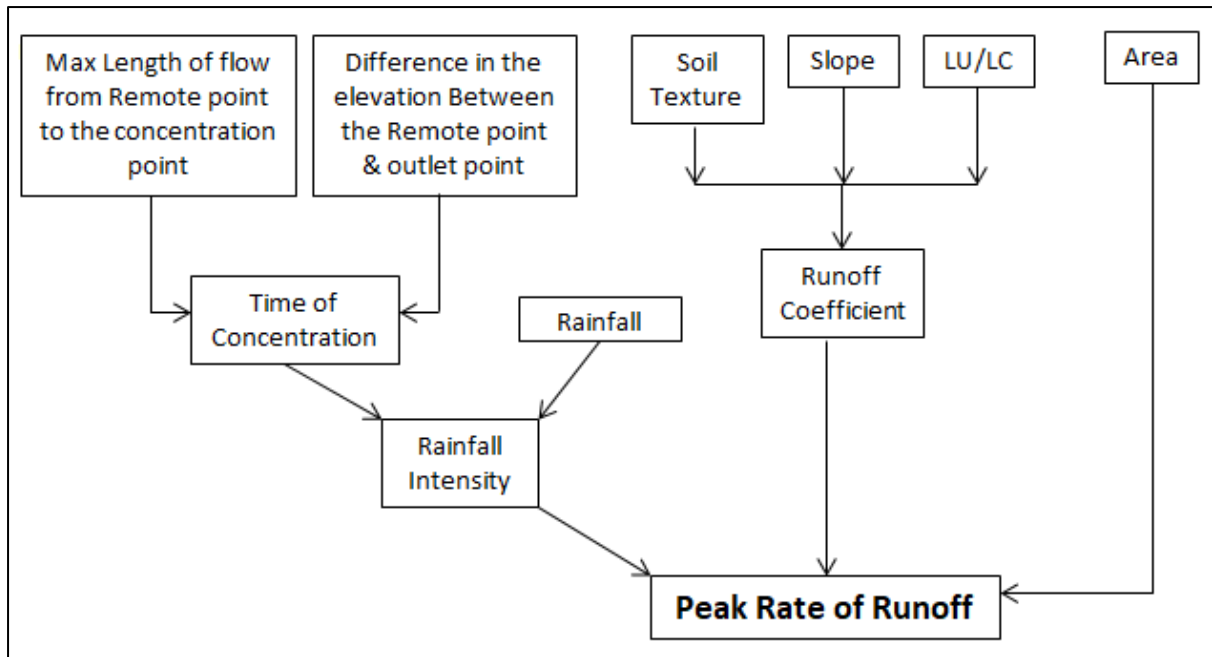 Max Length of flow
from Remote point
to the concentration
point
Difference in the
elevation Between
the Remote point
& outlet point
Soil
Texture
Slope
LU/LC
Area
Time of
Concentration
Rainfall
Runoff
Coefficient
Rainfall
Intensity
Peak Rate of Runoff